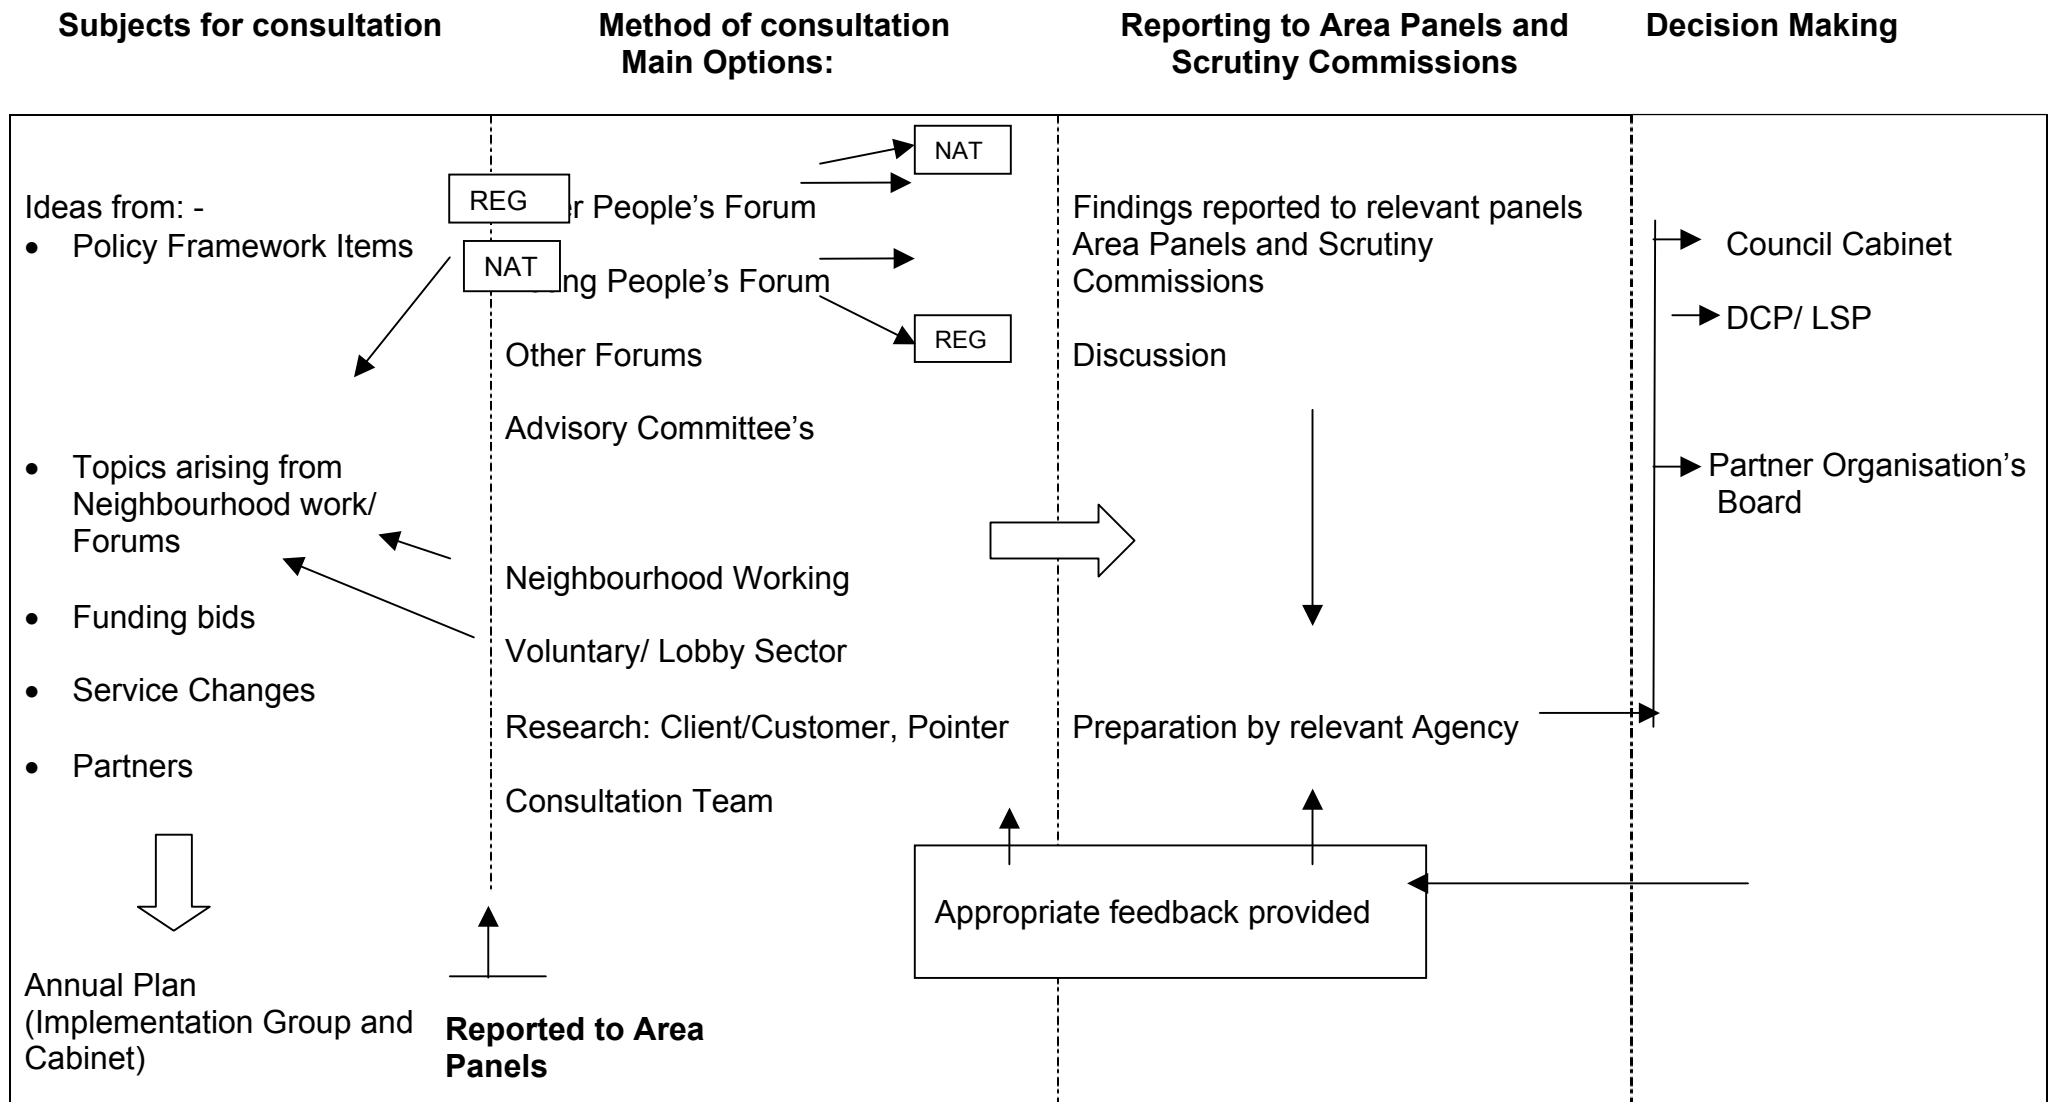 Subjects for consultation
Method of consultation
Main Options:
Reporting to Area Panels and
Scrutiny Commissions
Decision Making
Ideas from: -
• Policy Framework Items
• Topics arising from
Neighbourhood work/
Forums
• Funding bids
• Service Changes
• Partners
Annual Plan
(Implementation Group and
Cabinet)
REG
NAT
People's Forum
People's Forum
NAT
REG
Other Forums
Advisory Committee's
Neighbourhood Working
Voluntary/ Lobby Sector
Research: Client/Customer, Pointer
Consultation Team
Reported to Area
Panels
Findings reported to relevant panels
Area Panels and Scrutiny
Commissions
Discussion
Preparation by relevant Agency
Appropriate feedback provided
Council Cabinet
DCP/ LSP
Partner Organisation's
Board